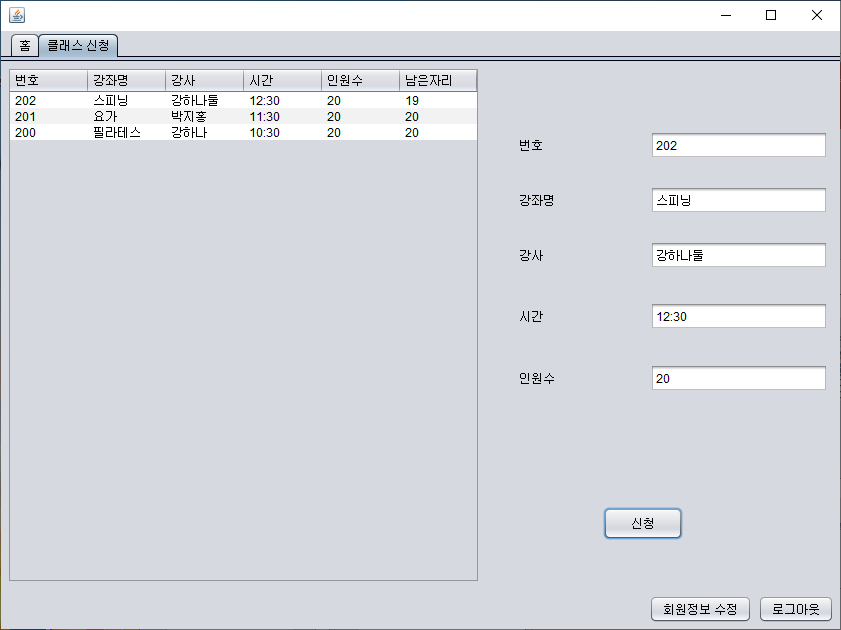 홈 클래스 신청
번호 강좌명 강사 시간 인원수 남은자리
202 스피닝 강하나둘 12:30 20 19
201 요가 박지홍 11:30 20 20
200 필라테스 강하나 10:30 20 20
번호 202
강좌명 스피닝
강사 강하나둘
시간 12:30
인원수 20
신청
회원정보 수정 로그아웃